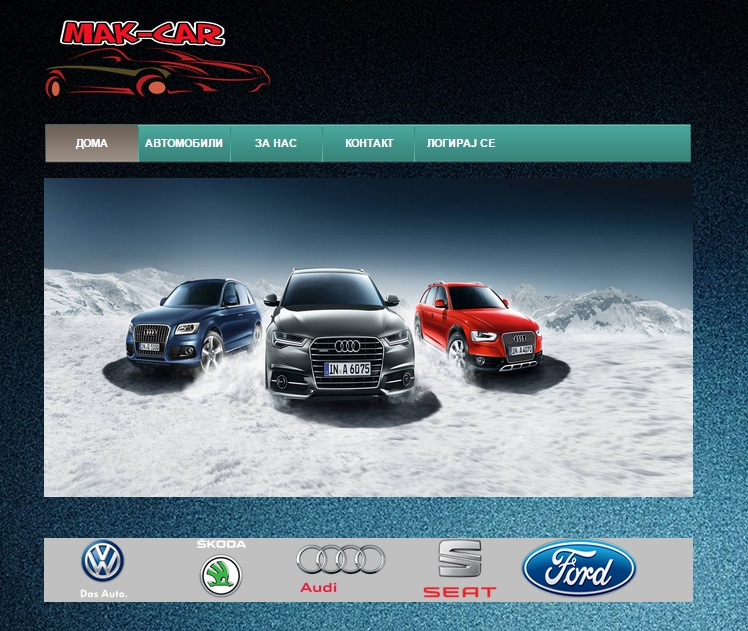 MAK-CAR
ДОМА
АВТОМОБИЛИ
ЗА НАС
КОНТАКТ
ЛОГИРАЈ СЕ
IN A 6075
Das Auto.
ŠKODA
Audi
SEAT
Ford